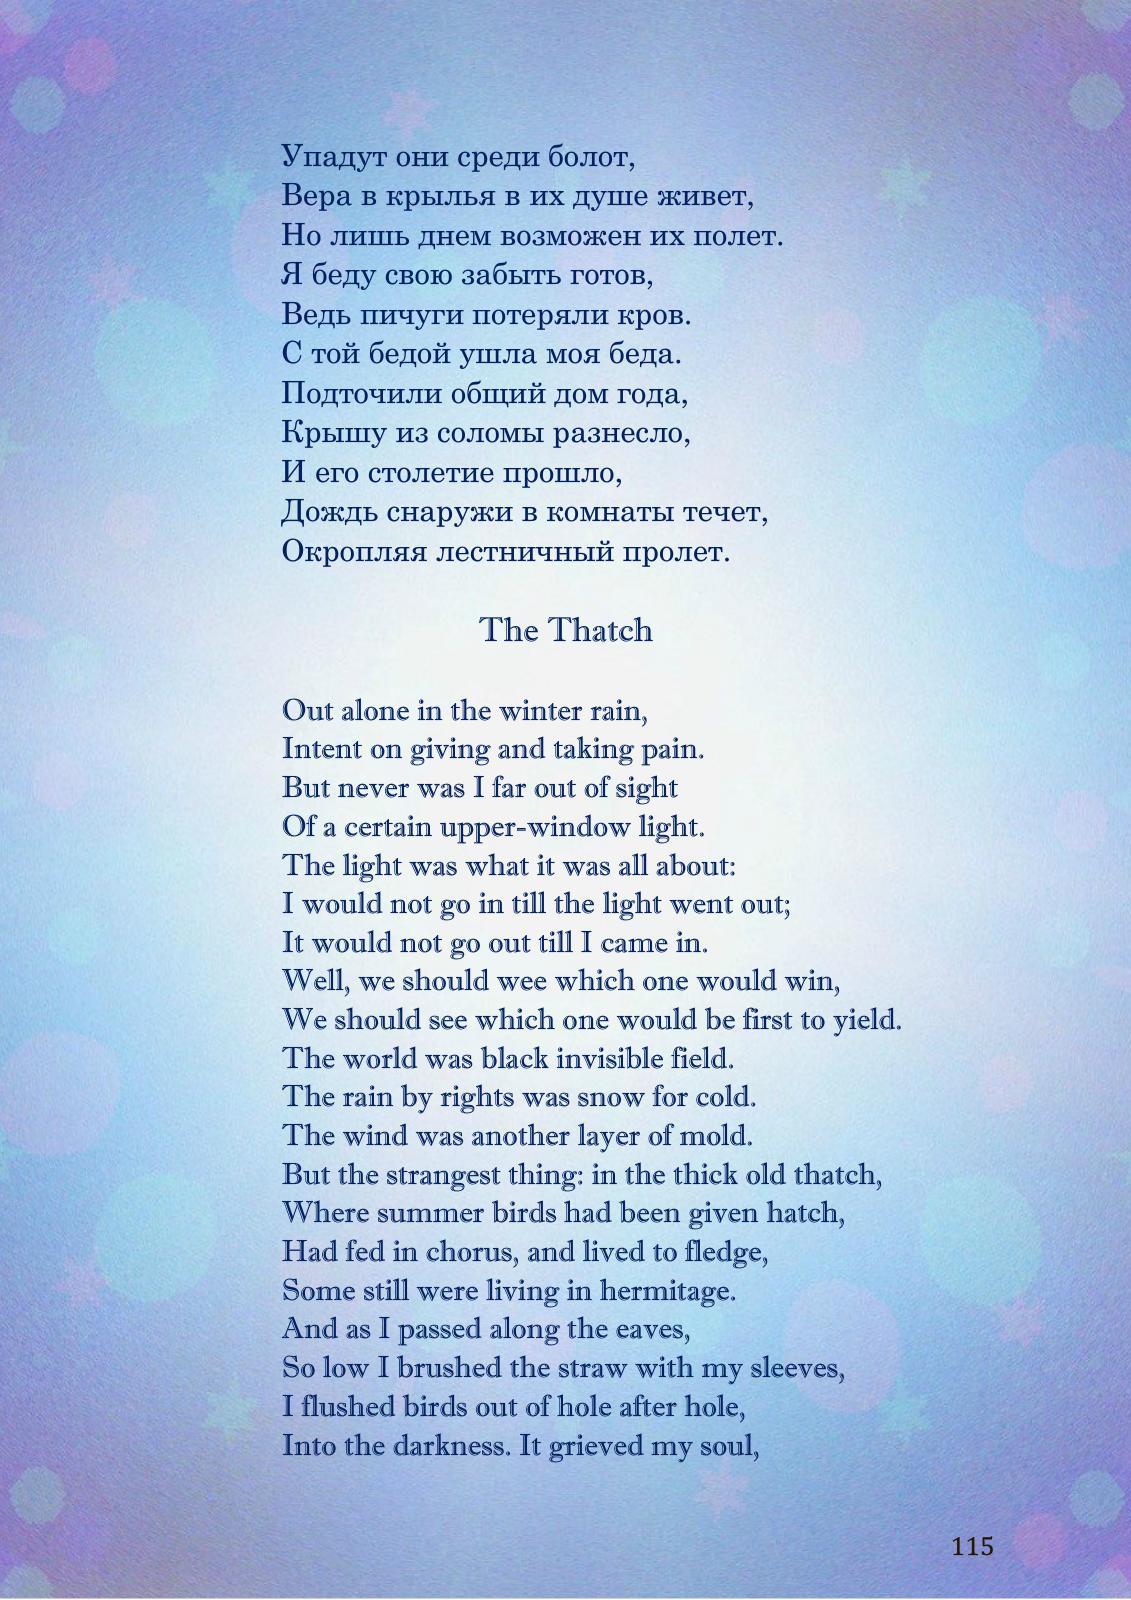 Упадут они среди болот,
Вера в крылья в их душе живет,
Но лишь днем возможен их полет.
Я беду свою забыть готов,
Ведь пичуги потеряли кров.
С той бедой ушла моя беда.
Подточили общий дом года,
Крышу из соломы разнесло,
И его столетие прошло,
Дождь снаружи в комнаты течет,
Окропляя лестничный пролет.
The Thatch
Out alone in the winter rain,
Intent on giving and taking pain.
But never was I far out of sight
Of a certain upper-window light.
The light was what it was all about:
I would not go in till the light went out;
It would not go out till I came in.
Well, we should wee which one would win,
We should see which one would be first to yield.
The world was black invisible field.
The rain by rights was snow for cold.
The wind was another layer of mold.
But the strangest thing: in the thick old thatch,
Where summer birds had been given hatch,
Had fed in chorus, and lived to fledge,
Some still were living in hermitage.
And as I passed along the eaves,
So low I brushed the straw with my sleeves,
I flushed birds out of hole after hole,
Into the darkness. It grieved my soul,
115